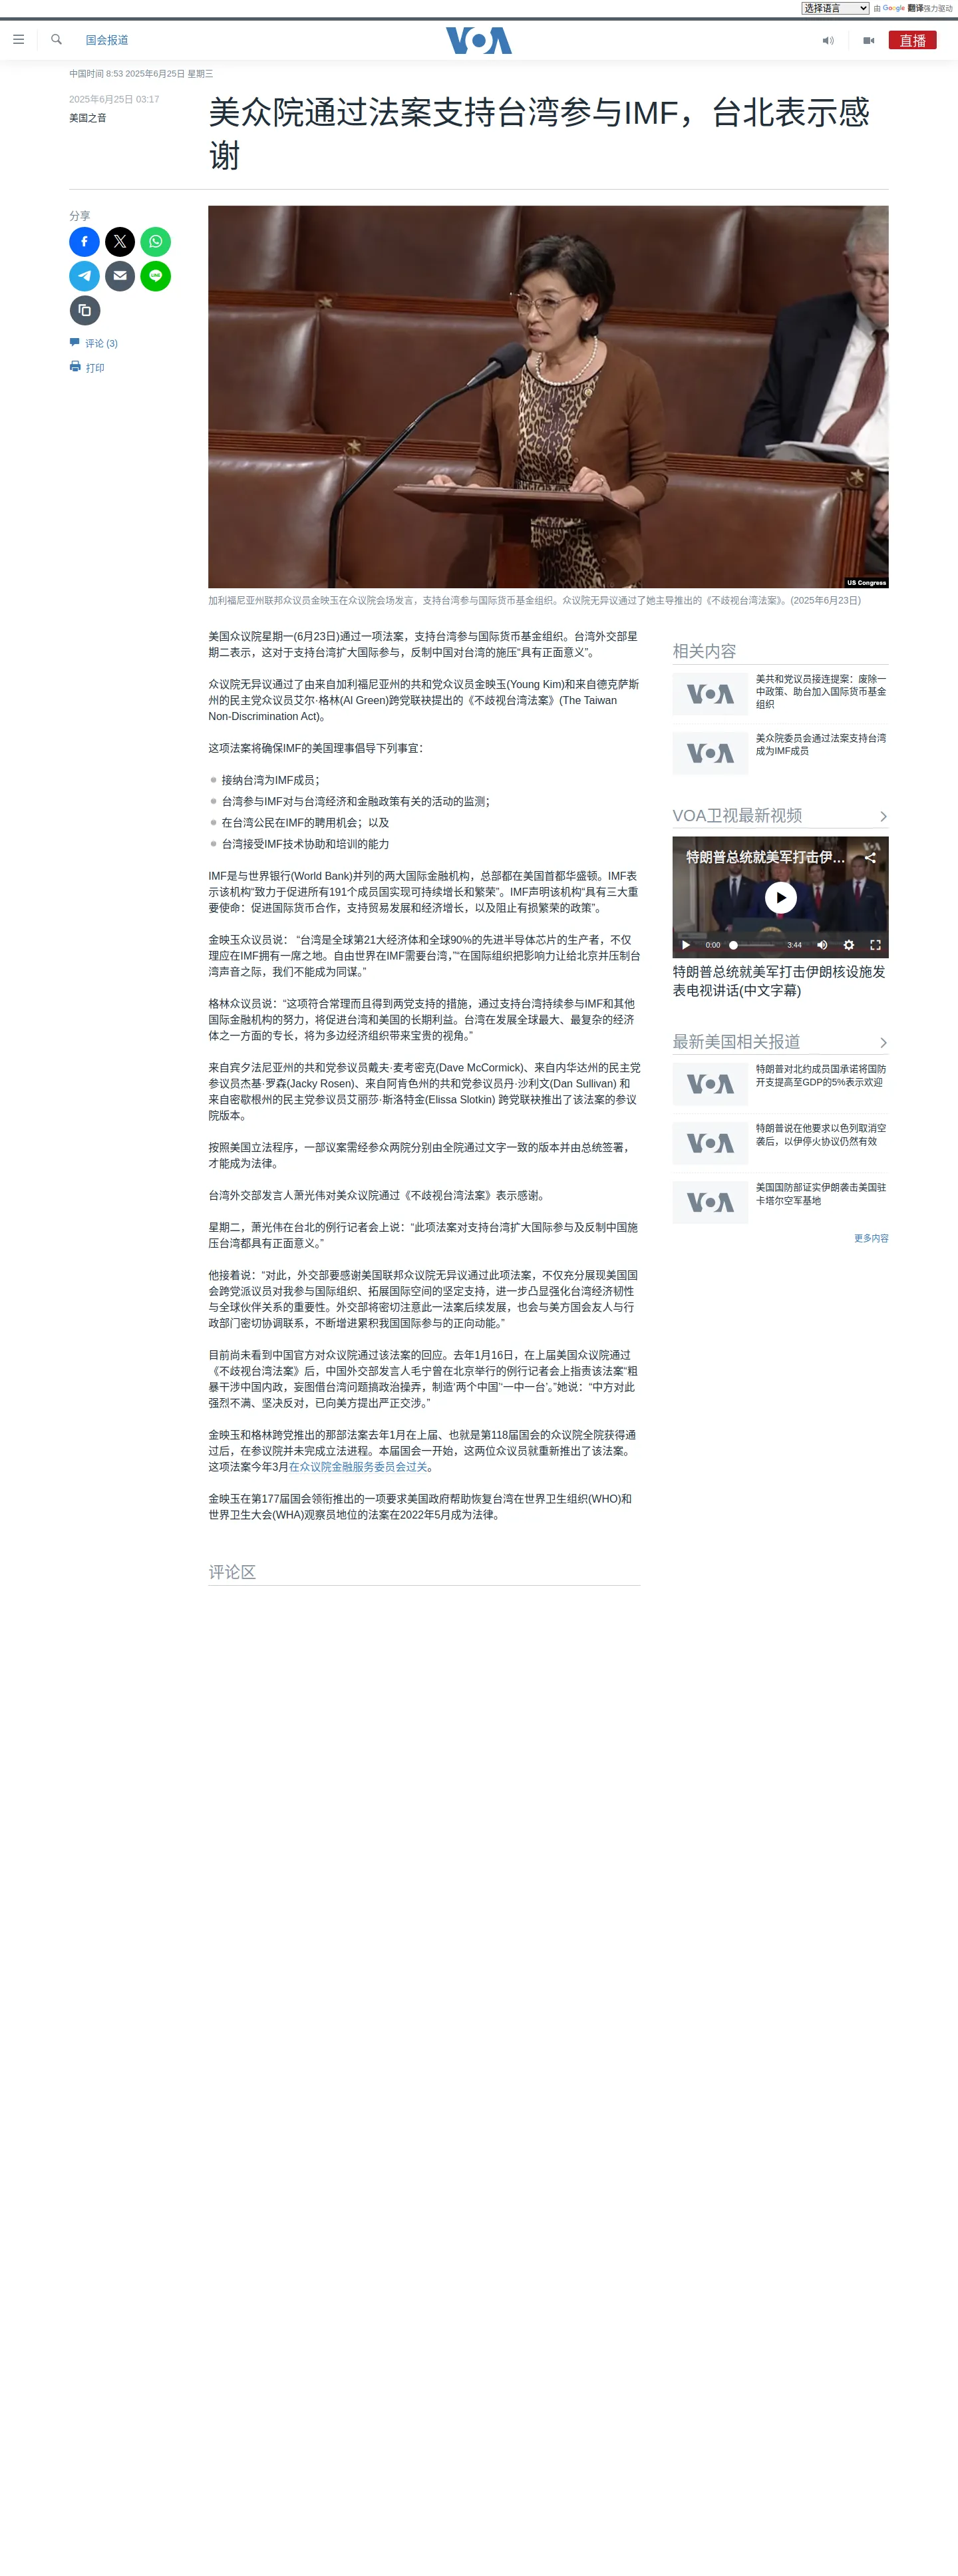 选择语言 由 Google 翻译强力驱动
国会报道
VOA
直播
中国时间 8:53 2025年6月25日 星期三
2025年6月25日 03:17
美国之音
美众院通过法案支持台湾参与IMF，台北表示感
谢
分享
评论 (3)
打印
US Congress
加利福尼亚州联邦众议员金映玉在众议院会场发言，支持台湾参与国际货币基金组织。众议院无异议通过了她主导推出的《不歧视台湾法案》。(2025年6月23日)
美国众议院星期一(6月23日)通过一项法案，支持台湾参与国际货币基金组织。台湾外交部星
期二表示，这对于支持台湾扩大国际参与，反制中国对台湾的施压“具有正面意义”。
众议院无异议通过了由来自加利福尼亚州的共和党众议员金映玉(Young Kim)和来自德克萨斯
州的民主党众议员艾尔·格林(Al Green)跨党联袂提出的《不歧视台湾法案》(The Taiwan
Non-Discrimination Act)。
这项法案将确保IMF的美国理事倡导下列事宜：
接纳台湾为IMF成员；
台湾参与IMF对与台湾经济和金融政策有关的活动的监测；
在台湾公民在IMF的聘用机会；以及
台湾接受IMF技术协助和培训的能力
IMF是与世界银行(World Bank)并列的两大国际金融机构，总部都在美国首都华盛顿。IMF表
示该机构“致力于促进所有191个成员国实现可持续增长和繁荣”。IMF声明该机构“具有三大重
要使命：促进国际货币合作，支持贸易发展和经济增长，以及阻止有损繁荣的政策”。
金映玉众议员说： “台湾是全球第21大经济体和全球90%的先进半导体芯片的生产者，不仅
理应在IMF拥有一席之地。自由世界在IMF需要台湾，”“在国际组织把影响力让给北京并压制台
湾声音之际，我们不能成为同谋。”
格林众议员说：“这项符合常理而且得到两党支持的措施，通过支持台湾持续参与IMF和其他
国际金融机构的努力，将促进台湾和美国的长期利益。台湾在发展全球最大、最复杂的经济
体之一方面的专长，将为多边经济组织带来宝贵的视角。”
来自宾夕法尼亚州的共和党参议员戴夫·麦考密克(Dave McCormick)、来自内华达州的民主党
参议员杰基·罗森(Jacky Rosen)、来自阿肯色州的共和党参议员丹·沙利文(Dan Sullivan) 和
来自密歇根州的民主党参议员艾丽莎·斯洛特金(Elissa Slotkin) 跨党联袂推出了该法案的参议
院版本。
按照美国立法程序，一部议案需经参众两院分别由全院通过文字一致的版本并由总统签署，
才能成为法律。
台湾外交部发言人萧光伟对美众议院通过《不歧视台湾法案》表示感谢。
星期二，萧光伟在台北的例行记者会上说：“此项法案对支持台湾扩大国际参与及反制中国施
压台湾都具有正面意义。”
他接着说：“对此，外交部要感谢美国联邦众议院无异议通过此项法案，不仅充分展现美国国
会跨党派议员对我参与国际组织、拓展国际空间的坚定支持，进一步凸显强化台湾经济韧性
与全球伙伴关系的重要性。外交部将密切注意此一法案后续发展，也会与美方国会友人与行
政部门密切协调联系，不断增进累积我国国际参与的正向动能。”
目前尚未看到中国官方对众议院通过该法案的回应。去年1月16日，在上届美国众议院通过
《不歧视台湾法案》后，中国外交部发言人毛宁曾在北京举行的例行记者会上指责该法案“粗
暴干涉中国内政，妄图借台湾问题搞政治操弄，制造‘两个中国’‘一中一台’。”她说：“中方对此
强烈不满、坚决反对，已向美方提出严正交涉。”
金映玉和格林跨党推出的那部法案去年1月在上届、也就是第118届国会的众议院全院获得通
过后，在参议院并未完成立法进程。本届国会一开始，这两位众议员就重新推出了该法案。
这项法案今年3月在众议院金融服务委员会过关。
金映玉在第177届国会领衔推出的一项要求美国政府帮助恢复台湾在世界卫生组织(WHO)和
世界卫生大会(WHA)观察员地位的法案在2022年5月成为法律。
评论区
相关内容
VOA
美共和党议员接连提案：废除一
中政策、助台加入国际货币基金
组织
VOA
美众院委员会通过法案支持台湾
成为IMF成员
VOA卫视最新视频
VOA
特朗普总统就美军打击伊...
0:00
3:44
特朗普总统就美军打击伊朗核设施发
表电视讲话(中文字幕)
最新美国相关报道
VOA
特朗普对北约成员国承诺将国防
开支提高至GDP的5%表示欢迎
VOA
特朗普说在他要求以色列取消空
袭后，以伊停火协议仍然有效
VOA
美国国防部证实伊朗袭击美国驻
卡塔尔空军基地
更多内容